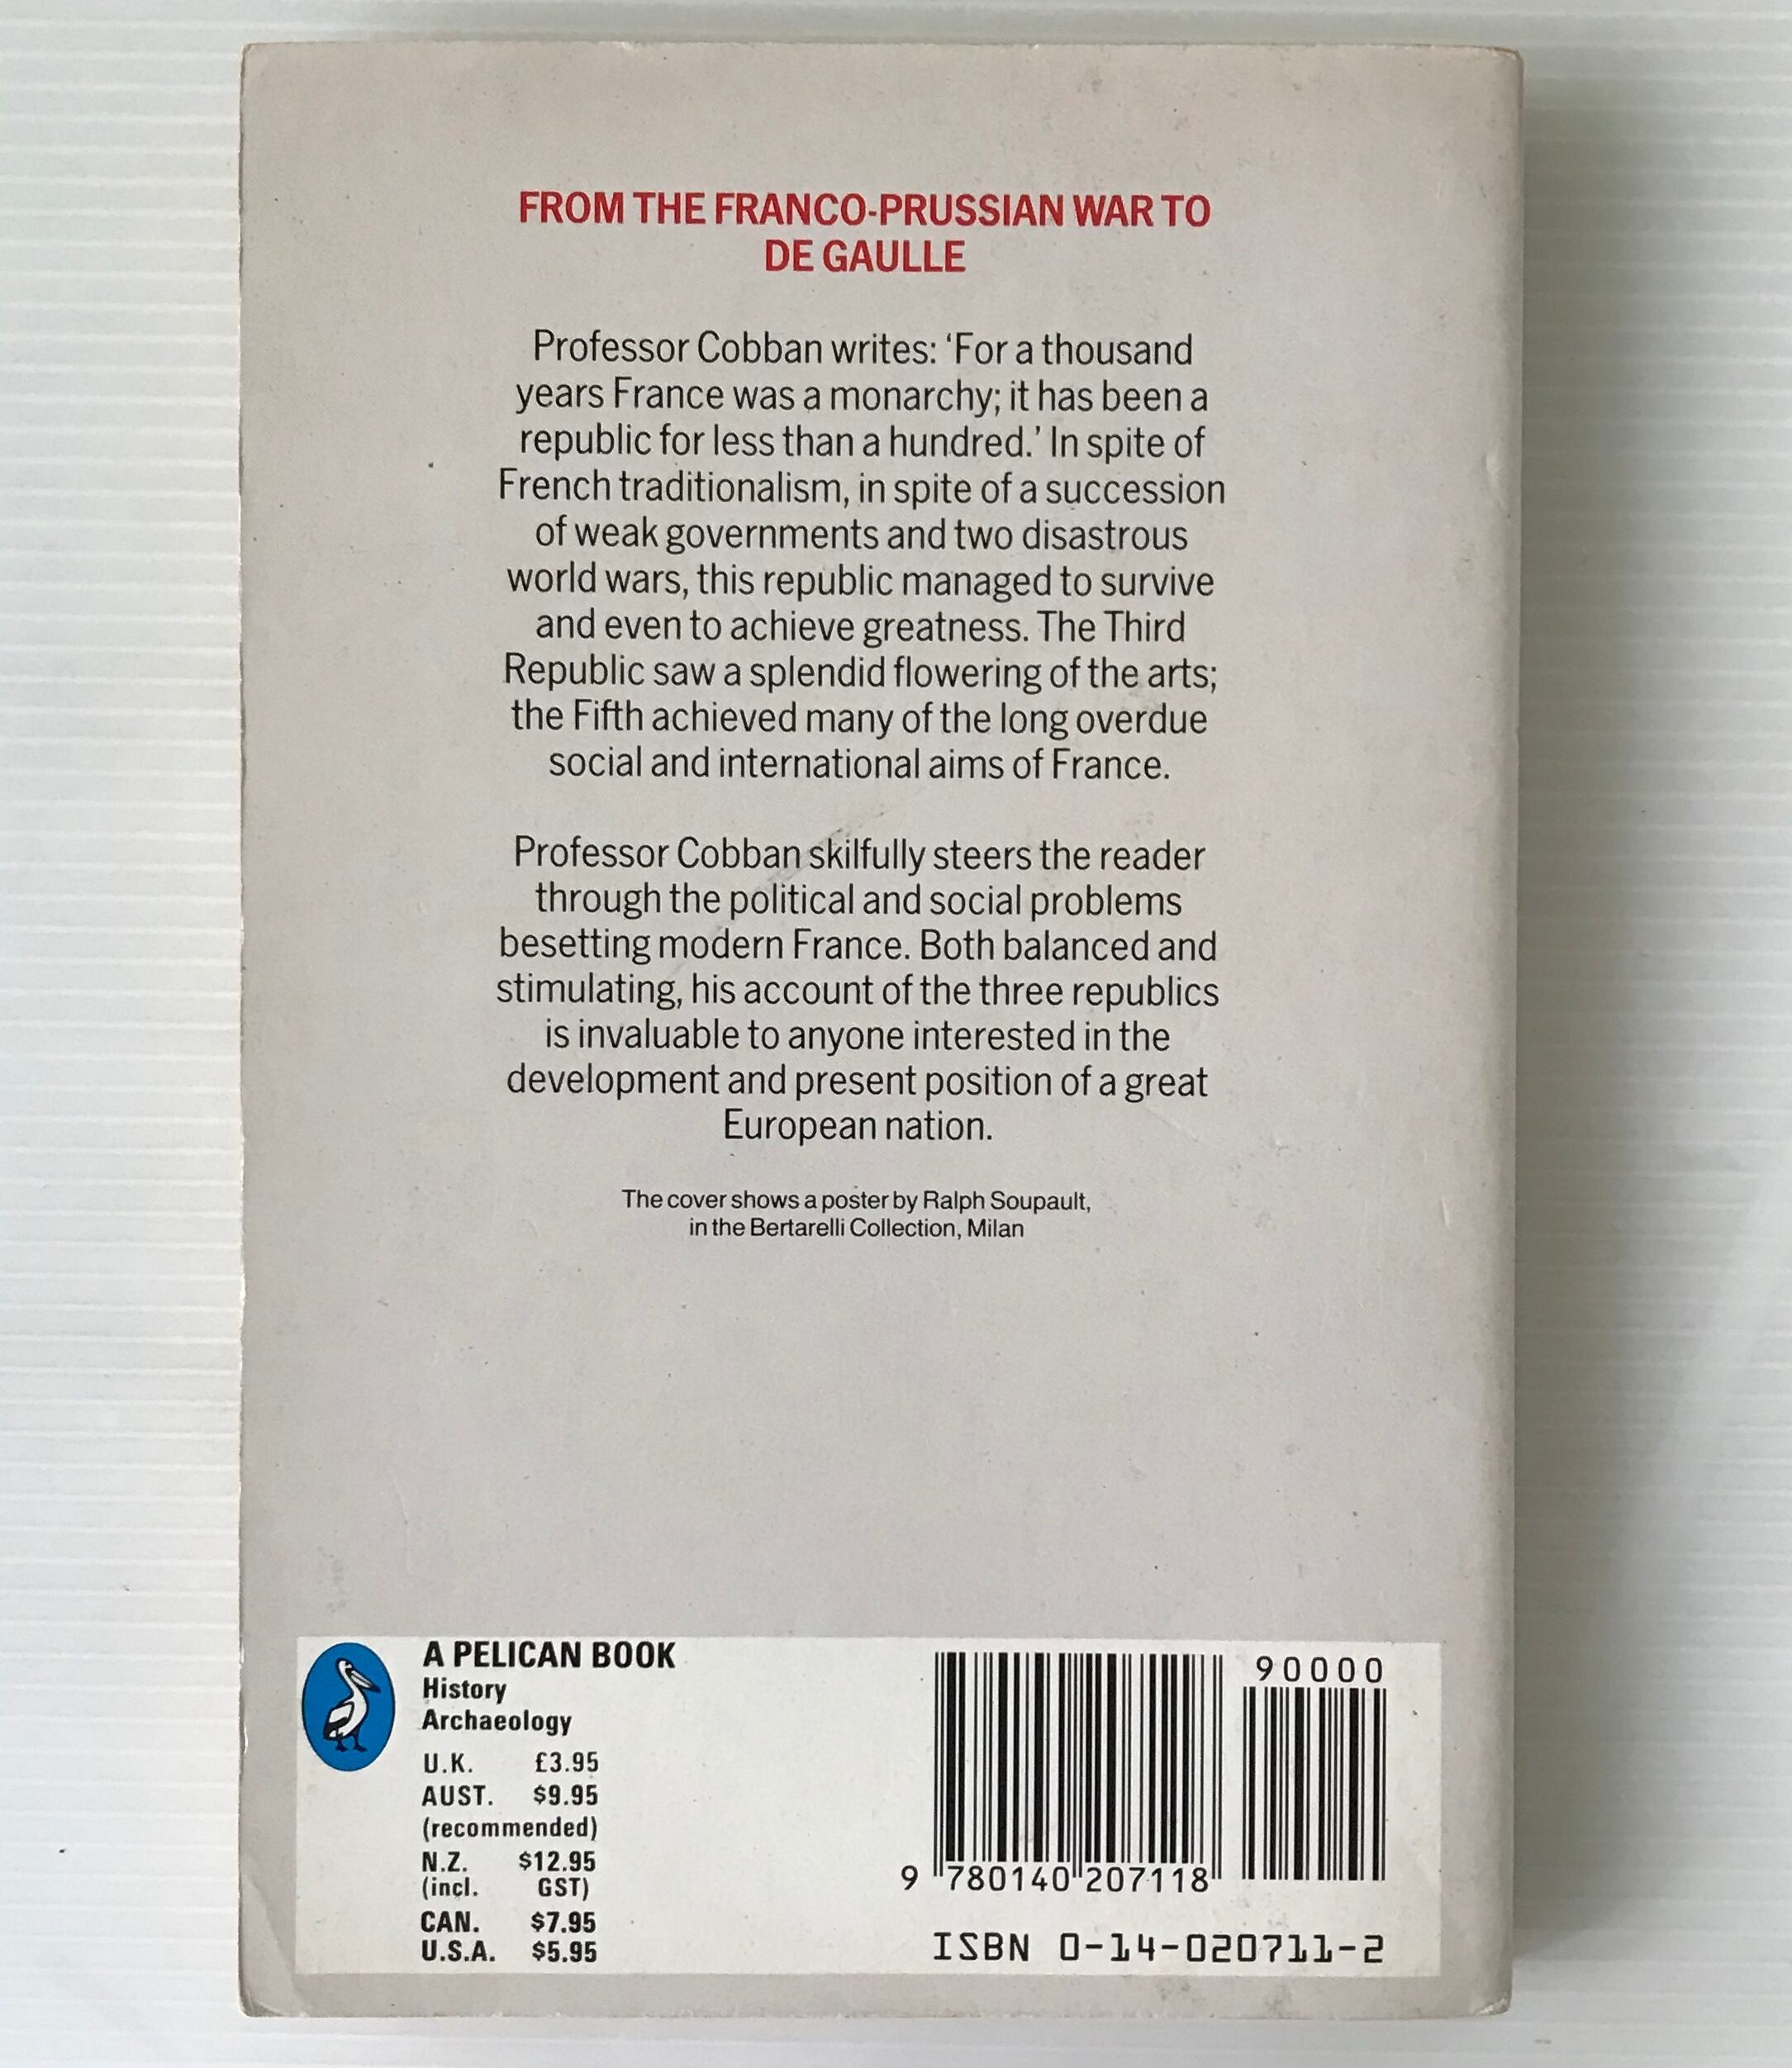 FROM THE FRANCO-PRUSSIAN WAR TO
DE GAULLE
Professor Cobban writes: ‘For a thousand
years France was a monarchy; it has been a
republic for less than a hundred.’ In spite of
French traditionalism, in spite of a succession
of weak governments and two disastrous
world wars, this republic managed to survive
and even to achieve greatness. The Third
Republic saw a splendid flowering of the arts;
the Fifth achieved many of the long overdue
social and international aims of France.
Professor Cobban skilfully steers the reader
through the political and social problems
besetting modern France. Both balanced and
stimulating, his account of the three republics
is invaluable to anyone interested in the
development and present position of a great
European nation.
The cover shows a poster by Ralph Soupault,
in the Bertarelli Collection, Milan
A PELICAN BOOK
History
Archaeology
U.K. £3.95
AUST. $9.95
(recommended)
N.Z. $12.95
(incl. GST)
CAN. $7.95
U.S.A. $5.95
90000
9 780140 207118
ISBN 0-14-020711-2